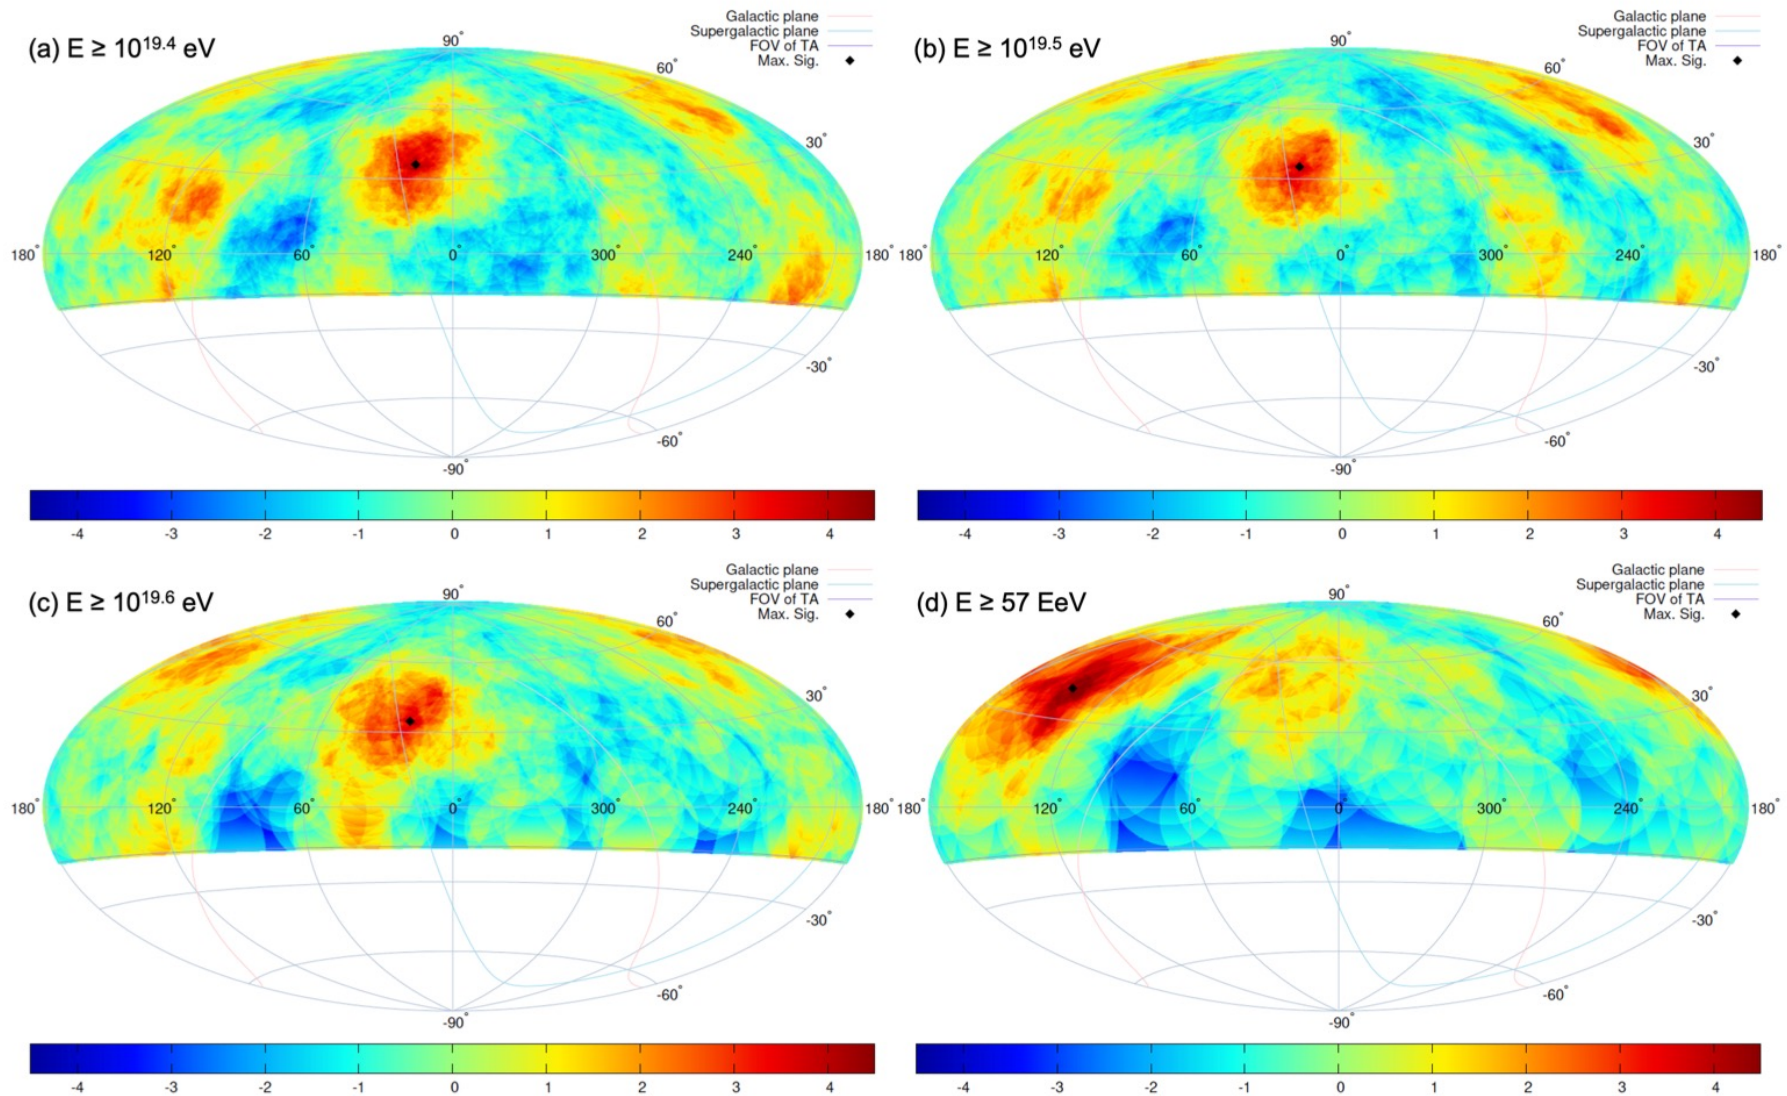 Galactic plane
Supergalactic plane
FOV of TA
Max. Sig.
(a) E ≥ 10^19.4 eV
90°
60°
30°
180° 120° 60° 0° 300° 240° 180°
-30°
-60°
-90°
-4 -3 -2 -1 0 1 2 3 4
Galactic plane
Supergalactic plane
FOV of TA
Max. Sig.
(b) E ≥ 10^19.5 eV
90°
60°
30°
180° 120° 60° 0° 300° 240° 180°
-30°
-60°
-90°
-4 -3 -2 -1 0 1 2 3 4
Galactic plane
Supergalactic plane
FOV of TA
Max. Sig.
(c) E ≥ 10^19.6 eV
90°
60°
30°
180° 120° 60° 0° 300° 240° 180°
-30°
-60°
-90°
-4 -3 -2 -1 0 1 2 3 4
Galactic plane
Supergalactic plane
FOV of TA
Max. Sig.
(d) E ≥ 57 EeV
90°
60°
30°
180° 120° 60° 0° 300° 240° 180°
-30°
-60°
-90°
-4 -3 -2 -1 0 1 2 3 4